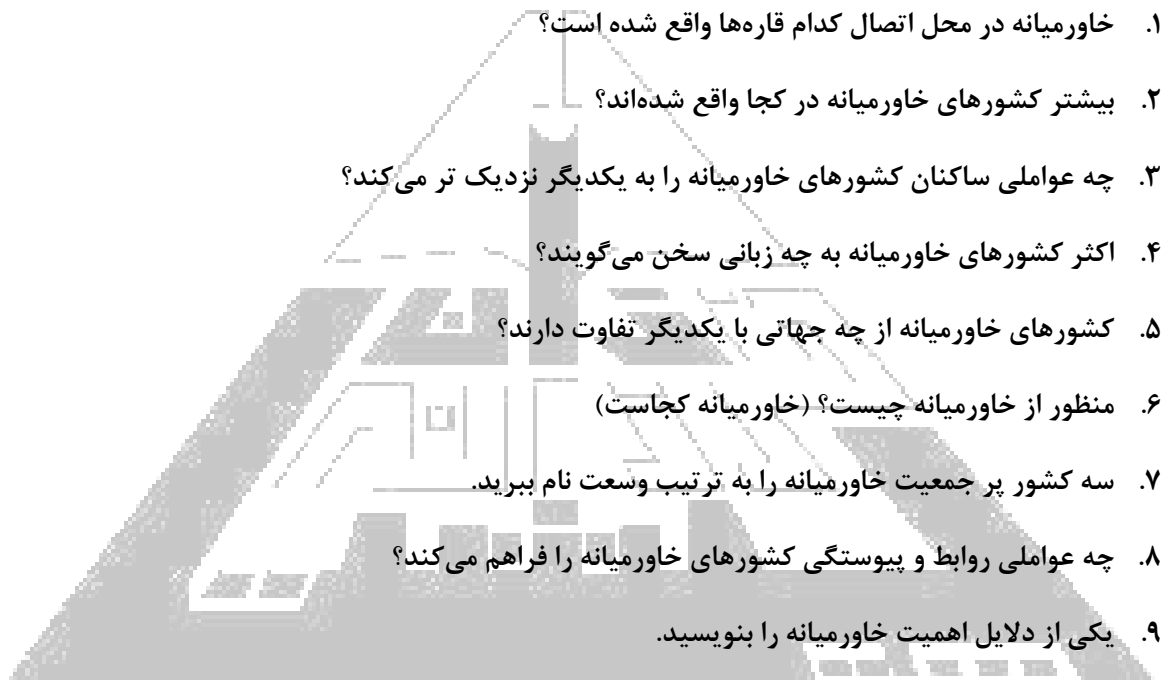 ۱. خاورمیانه در محل اتصال کدام قاره‌ها واقع شده است؟
۲. بیشتر کشورهای خاورمیانه در کجا واقع شده‌اند؟
۳. چه عواملی ساکنان کشورهای خاورمیانه را به یکدیگر نزدیک تر می‌کند؟
۴. اکثر کشورهای خاورمیانه به چه زبانی سخن می‌گویند؟
۵. کشورهای خاورمیانه از چه جهاتی با یکدیگر تفاوت دارند؟
۶. منظور از خاورمیانه چیست؟ (خاورمیانه کجاست)
۷. سه کشور پر جمعیت خاورمیانه را به ترتیب وسعت نام ببرید.
۸. چه عواملی روابط و پیوستگی کشورهای خاورمیانه را فراهم می‌کند؟
۹. یکی از دلایل اهمیت خاورمیانه را بنویسید.